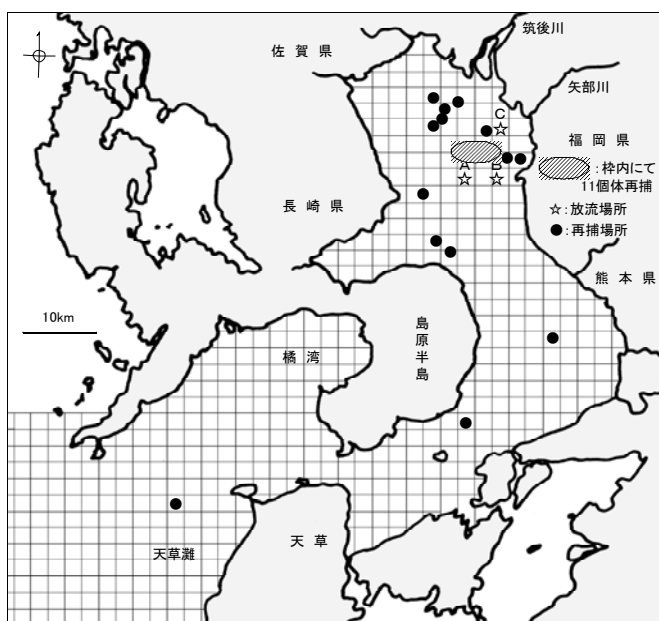 筑後川
佐賀県
矢部川
C
福岡県
A
B
:枠内にて
11個体再捕
長崎県
☆:放流場所
●:再捕場所
熊本県
10km
島原半島
橘湾
天草灘
天草